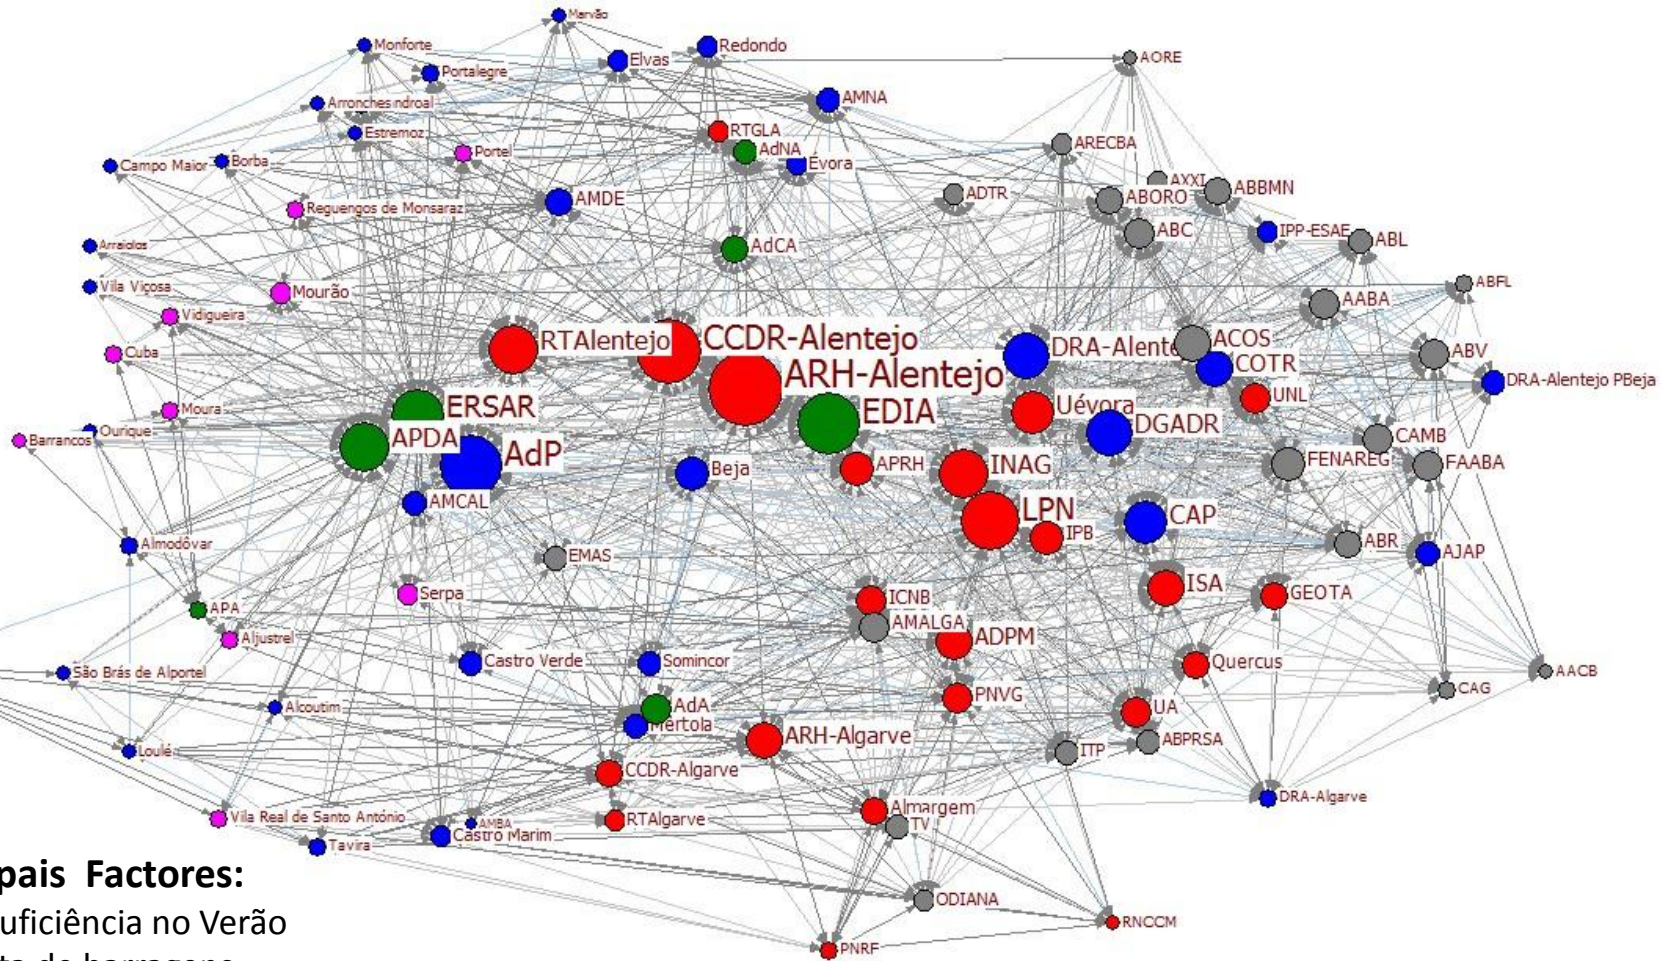 Marvão
Monforte
Redondo
Elvas
AORE
Portalegre
AMNA
Arronches
ndroal
Estremoz
RTGLA
ARECBA
AdNA
Portel
Évora
Campo Maior
Borba
AXXI
ABBMN
ADTR
ABORO
AMDE
Reguengos de Monsaraz
ABC
IPP-ESAE
ABL
Arraiolos
AdCA
ABFL
Vila Viçosa
Mourão
AABA
Vidigueira
RTAlentejo
CCDR-Alentejo
DRA-Alente
ACOS
ABV
Cuba
COTR
ARH-Alentejo
DRA-Alentejo PBeja
UNL
ERSAR
Uévora
Moura
EDIA
DGADR
Ourique
APDA
CAMB
Barrancos
AdP
Beja
APRH
INAG
FENAREG
FAABA
AMCAL
LPN
CAP
IPB
ABR
Almodôvar
EMAS
AJAP
ISA
Serpa
ICNB
GEOTA
APA
AMALGA
Aljustrel
ADPM
Castro Verde
Somincor
Quercus
São Brás de Alportel
AACB
CAG
PNVG
Alcoutim
AdA
UA
Mértola
ARH-Algarve
ABPRSA
Loulé
ITP
CCDR-Algarve
DRA-Algarve
Almargem
Vila Real de Santo António
AMBA
RTAlgarve
TV
Castro Marim
Tavira
pais Factores:
ODIANA
uficiência no Verão
RNCCM
PNRF